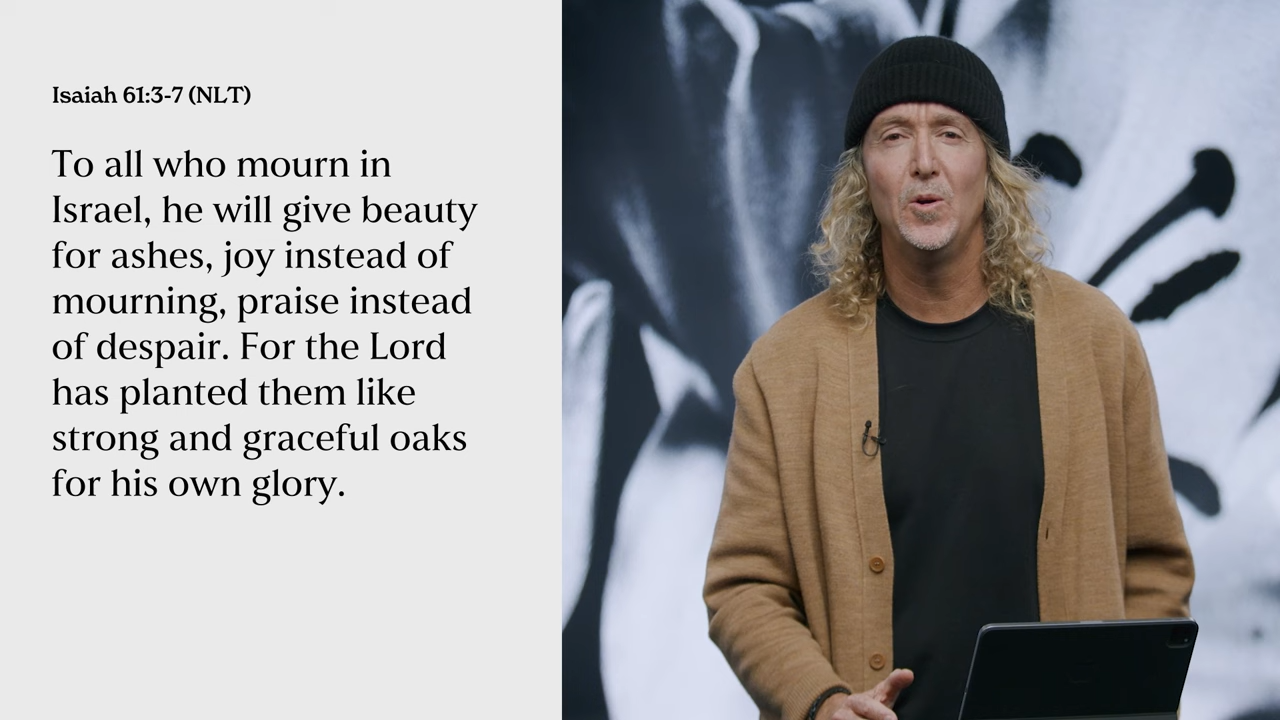 Isaiah 61:3-7 (NLT)
To all who mourn in
Israel, he will give beauty
for ashes, joy instead of
mourning, praise instead
of despair. For the Lord
has planted them like
strong and graceful oaks
for his own glory.